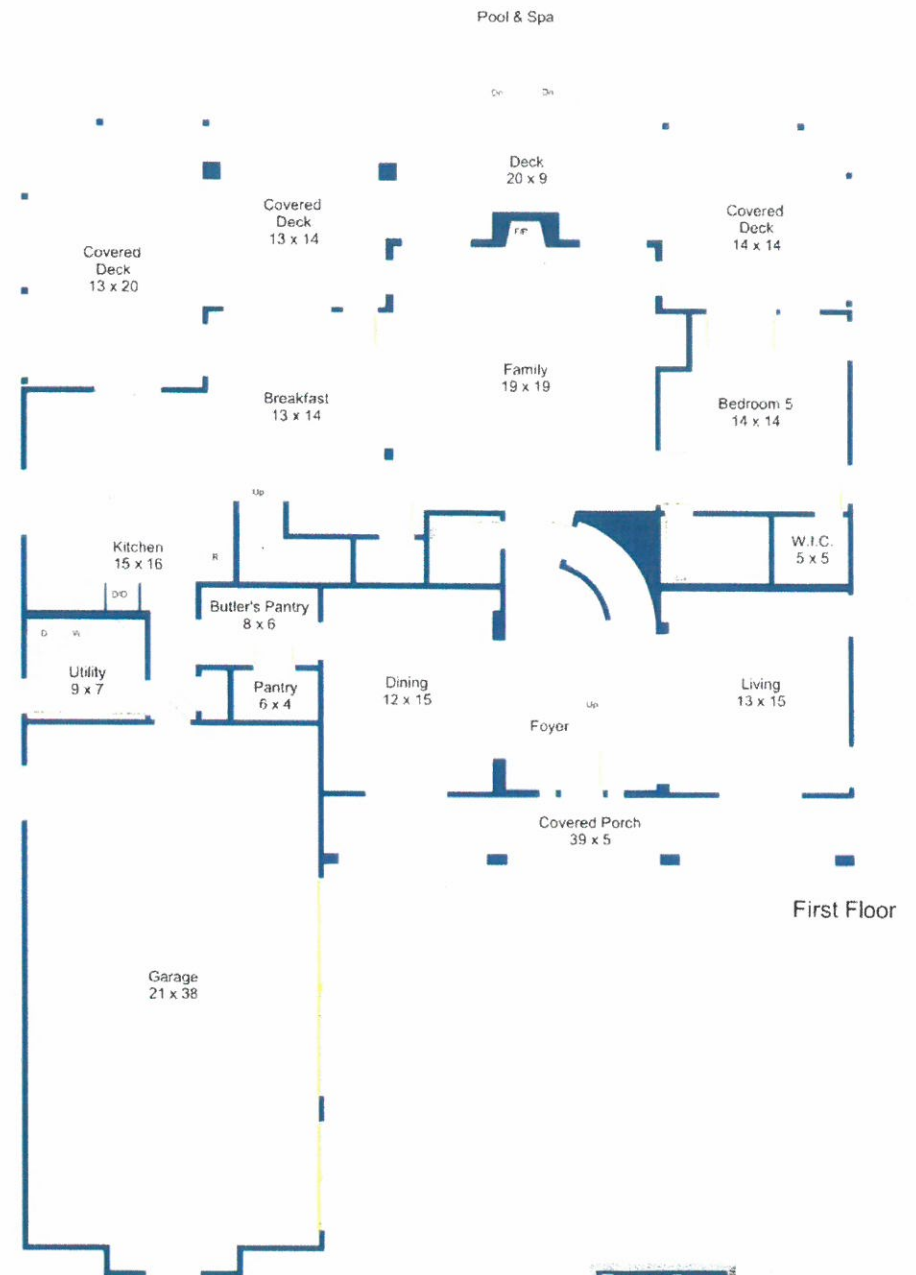 Pool & Spa
Dn
Dn
Deck
20 x 9
Covered
Deck
13 x 14
Covered
Deck
14 x 14
F/P
Covered
Deck
13 x 20
Family
19 x 19
Breakfast
13 x 14
Bedroom 5
14 x 14
Up
Kitchen
15 x 16
R
W.I.C.
5 x 5
D/O
Butler's Pantry
8 x 6
D
W
Utility
9 x 7
Pantry
6 x 4
Dining
12 x 15
Living
13 x 15
Up
Foyer
Covered Porch
39 x 5
First Floor
Garage
21 x 38